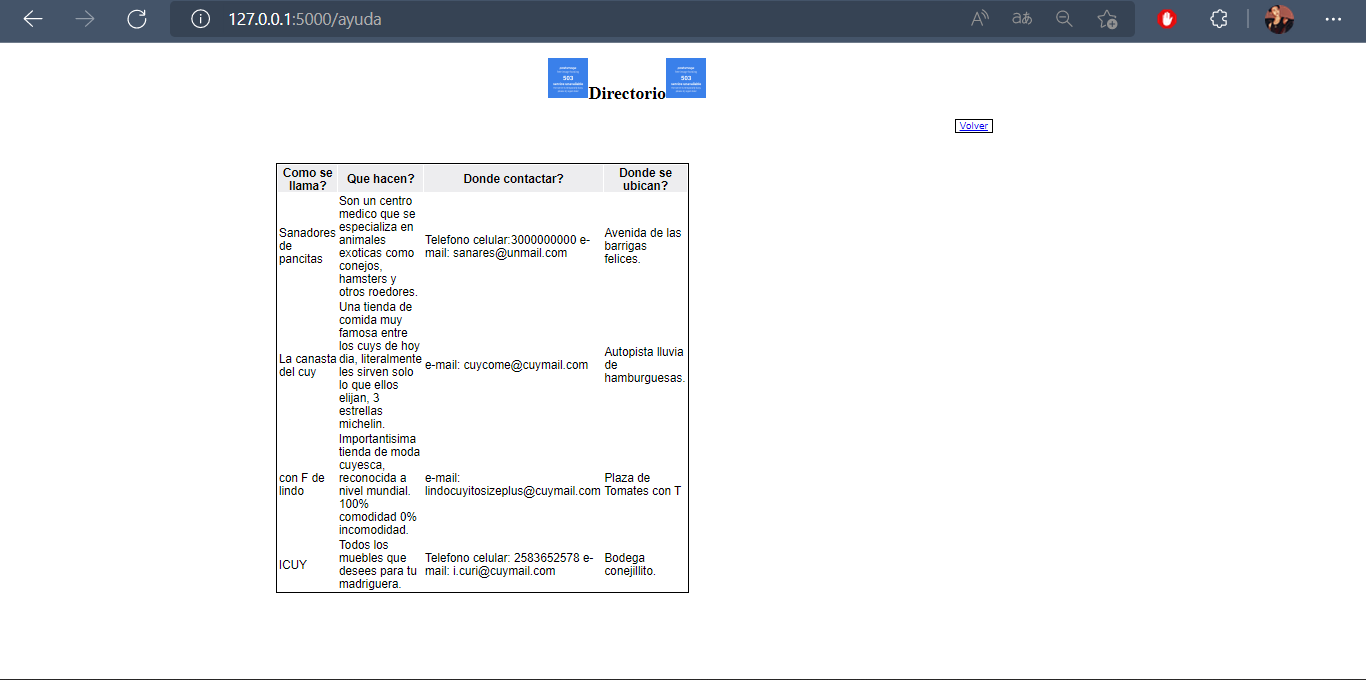 127.0.0.1:5000/ayuda
503
Directorio
503
Volver
Como se
llama?
Que hacen?
Donde contactar?
Donde se
ubican?
Sanadores
de
pancitas
Son un centro
medico que se
especializa en
animales
exoticas como
conejos,
hamsters y
otros roedores.
Telefono celular:3000000000 e-
mail: sanares@unmail.com
Avenida de las
barrigas
felices.
La canasta
del cuy
Una tienda de
comida muy
famosa entre
los cuys de hoy
dia, literalmente
les sirven solo
lo que ellos
elijan, 3
estrellas
michelin.
e-mail: cuycome@cuymail.com
Autopista lluvia
de
hamburguesas.
con F de
lindo
Importantisima
tienda de moda
cuyesca,
reconocida a
nivel mundial.
100%
comodidad 0%
incomodidad.
e-mail:
lindocuyitosizeplus@cuymail.com
Plaza de
Tomates con T
ICUY
Todos los
muebles que
desees para tu
madriguera.
Telefono celular: 2583652578 e-
mail: i.curi@cuymail.com
Bodega
conejillito.